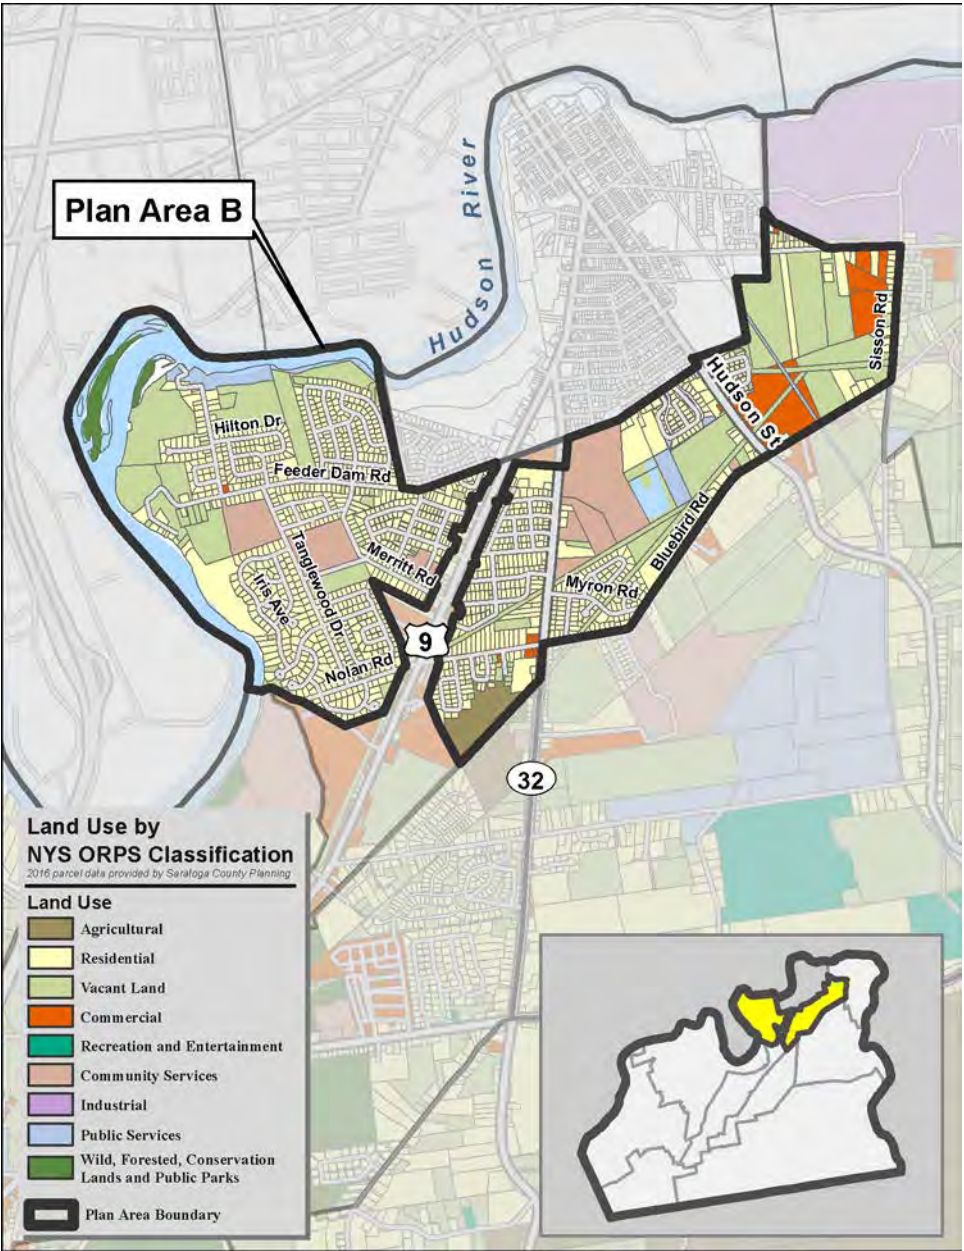 Plan Area B
Hudson River
Hilton Dr
Feeder Dam Rd
Tanglewood Dr
Merritt Rd
Iris Ave
Nolan Rd
9
Sisson Rd
Hudson St
Bluebird Rd
Myron Rd
32
Land Use by
NYS ORPS Classification
2016 parcel data provided by Saratoga County Planning
Land Use
Agricultural
Residential
Vacant Land
Commercial
Recreation and Entertainment
Community Services
Industrial
Public Services
Wild, Forested, Conservation
Lands and Public Parks
Plan Area Boundary